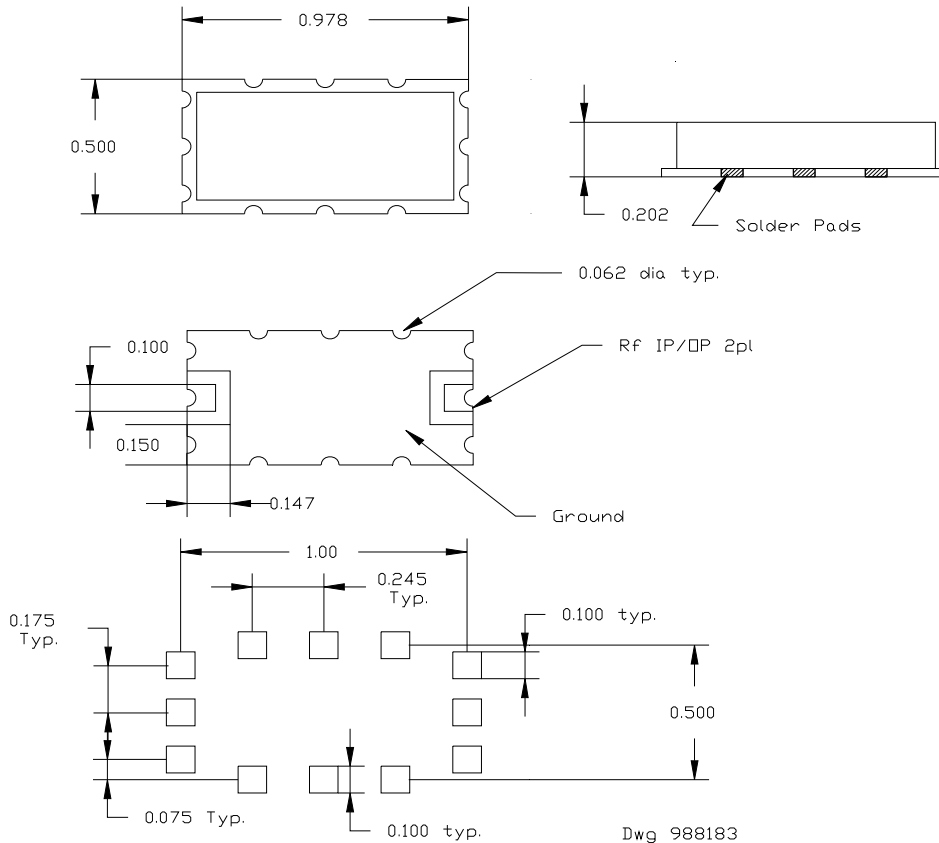 0.978
0.500
0.202
Solder Pads
0.062 dia typ.
0.100
Rf IP/OP 2pl
0.150
0.147
Ground
1.00
0.245
Typ.
0.175
Typ.
0.100 typ.
0.500
0.075 Typ.
0.100 typ.
Dwg 988183